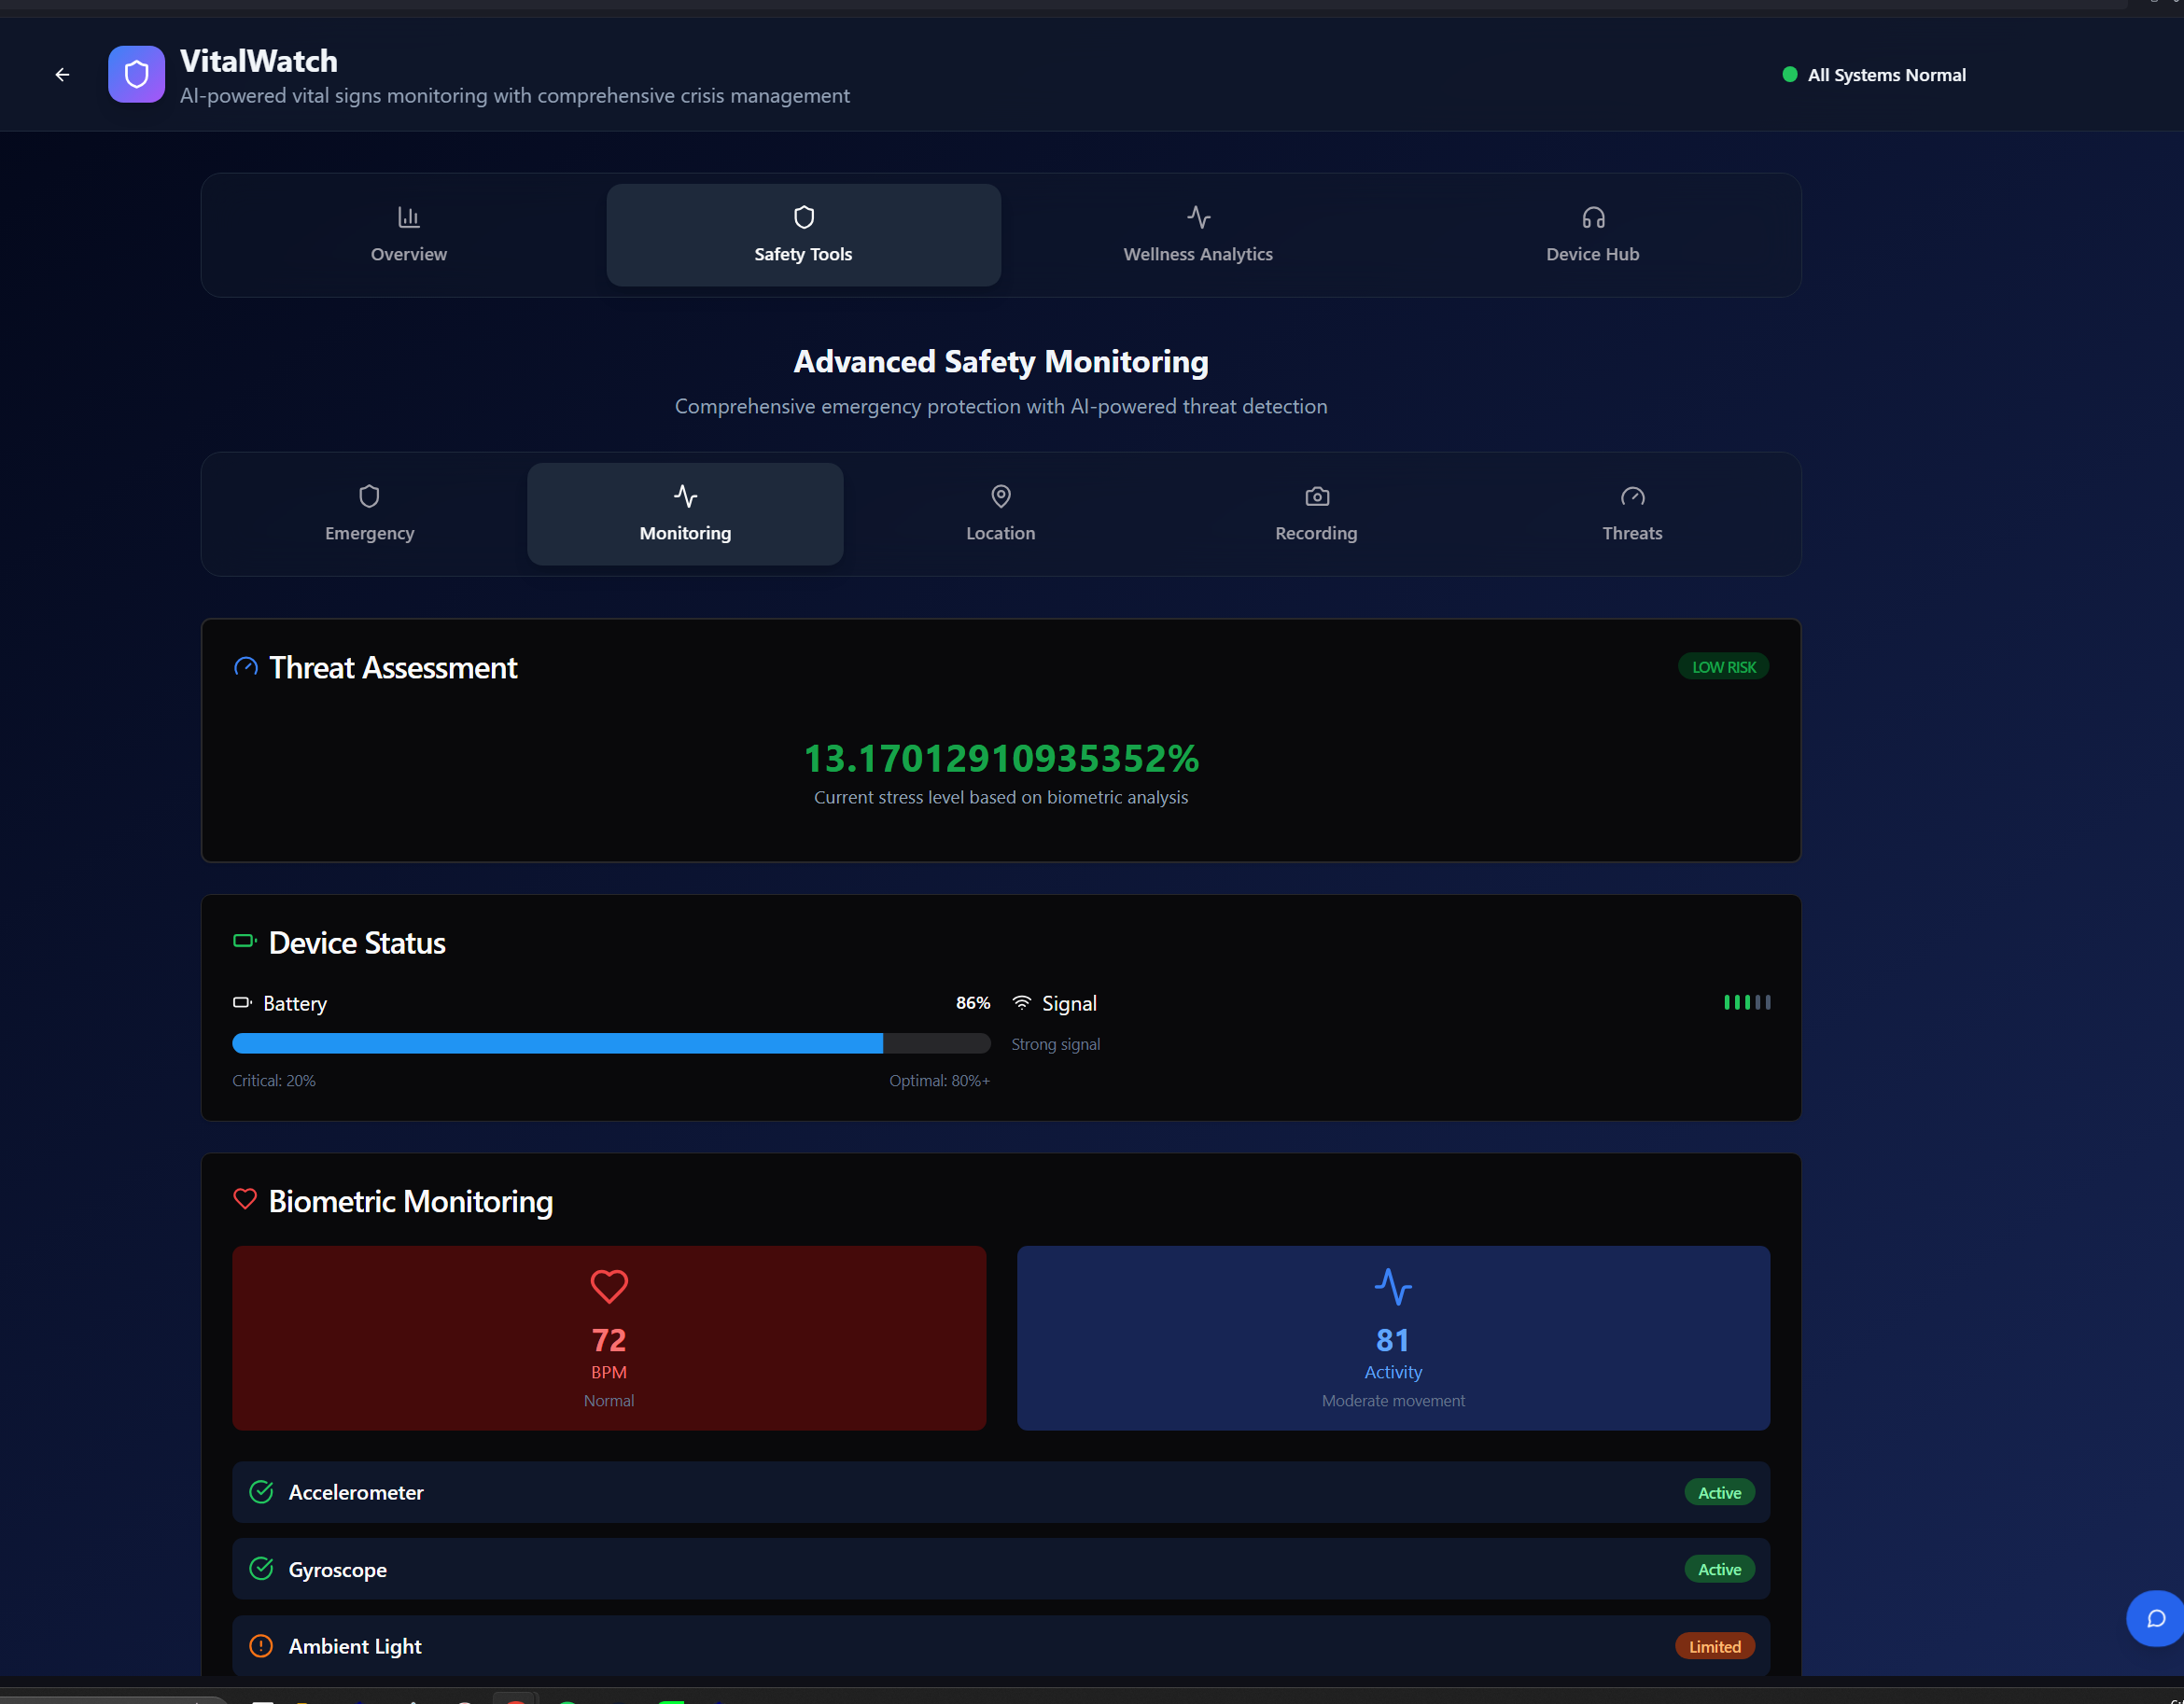 VitalWatch
AI-powered vital signs monitoring with comprehensive crisis management
All Systems Normal
Overview
Safety Tools
Wellness Analytics
Device Hub
Advanced Safety Monitoring
Comprehensive emergency protection with AI-powered threat detection
Emergency
Monitoring
Location
Recording
Threats
Threat Assessment
LOW RISK
13.17012910935352%
Current stress level based on biometric analysis
Device Status
Battery
86%
Signal
Strong signal
Critical: 20%
Optimal: 80%+
Biometric Monitoring
72
BPM
Normal
81
Activity
Moderate movement
Accelerometer
Active
Gyroscope
Active
Ambient Light
Limited